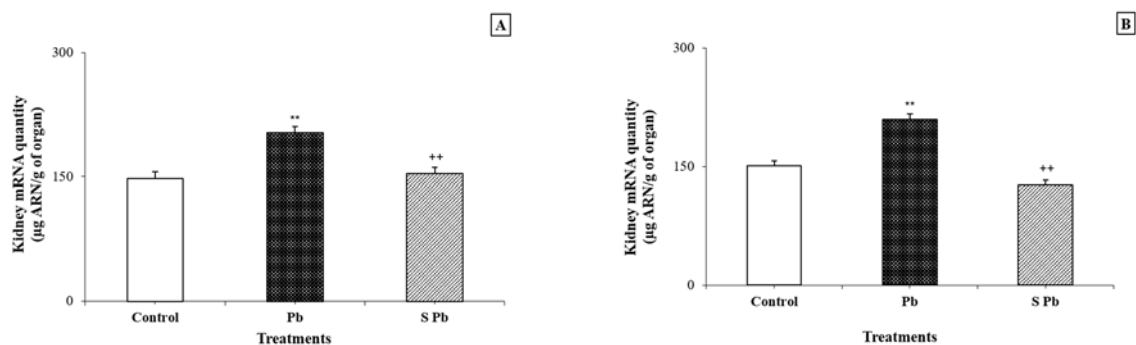 A
Kidney mRNA quantity
(µg ARN/g of organ)
300
150
0
**
++
Control
Pb
S Pb
Treatments
B
Kidney mRNA quantity
(µg ARN/g of organ)
300
150
0
**
++
Control
Pb
S Pb
Treatments